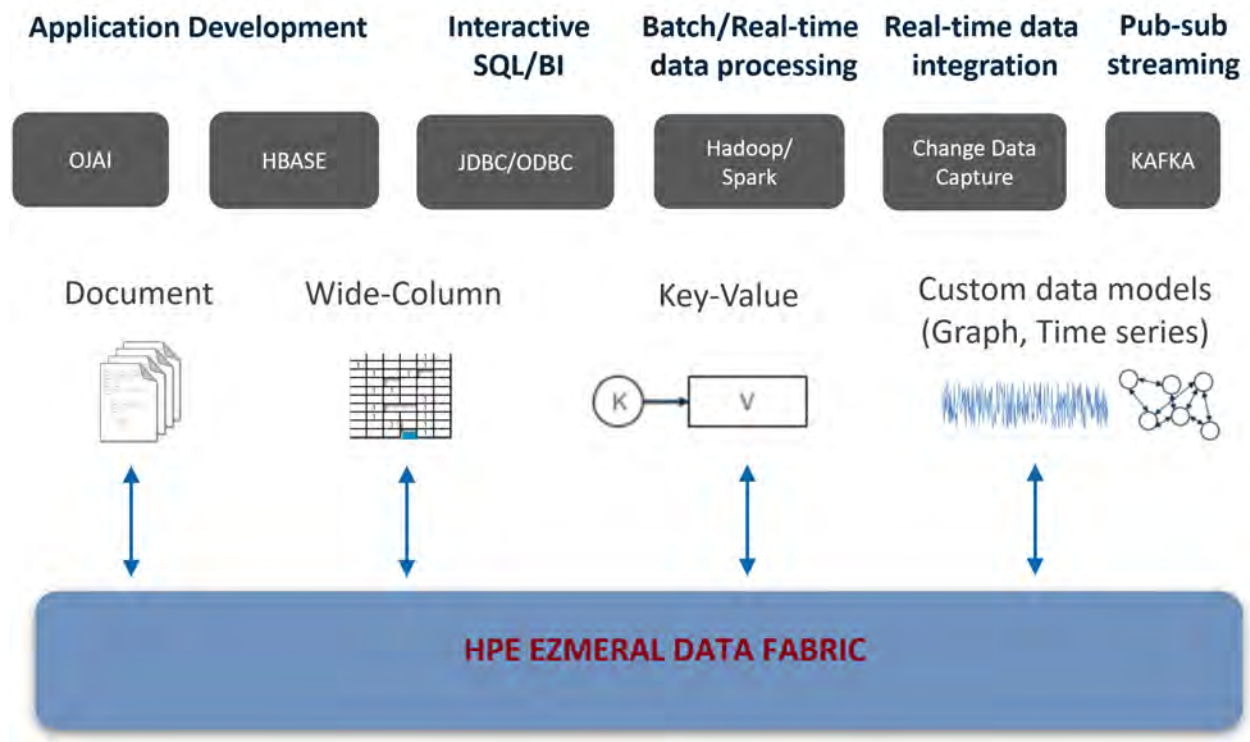 Application Development
Interactive
SQL/BI
Batch/Real-time
data processing
Real-time data
integration
Pub-sub
streaming
OJAI
HBASE
JDBC/ODBC
Hadoop/
Spark
Change Data
Capture
KAFKA
Document
Wide-Column
Key-Value
Custom data models
(Graph, Time series)
K
V
HPE EZMERAL DATA FABRIC